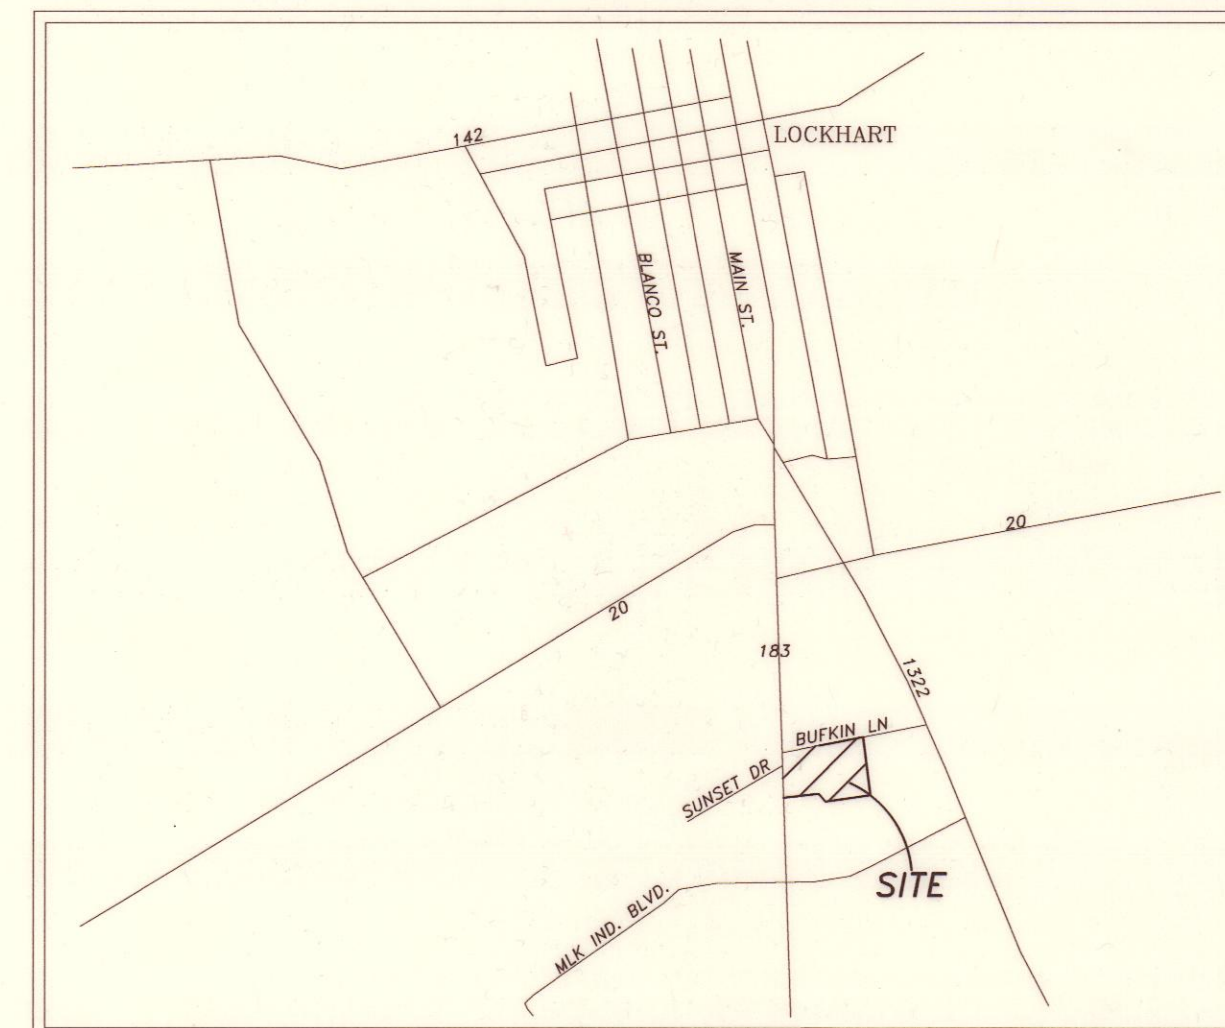 142
LOCKHART
BLANCO ST.
MAIN ST.
20
20
183
1322
BUFKIN LN
SUNSET DR
SITE
MLK IND. BLVD.